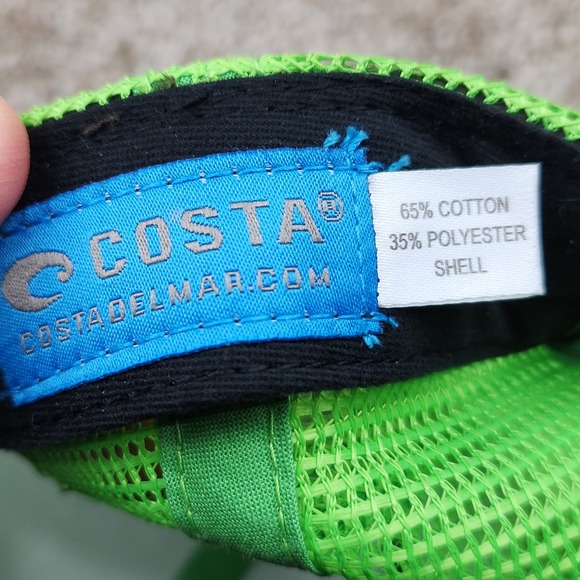 COSTA®
COSTADELMAR.COM
65% COTTON
35% POLYESTER
SHELL